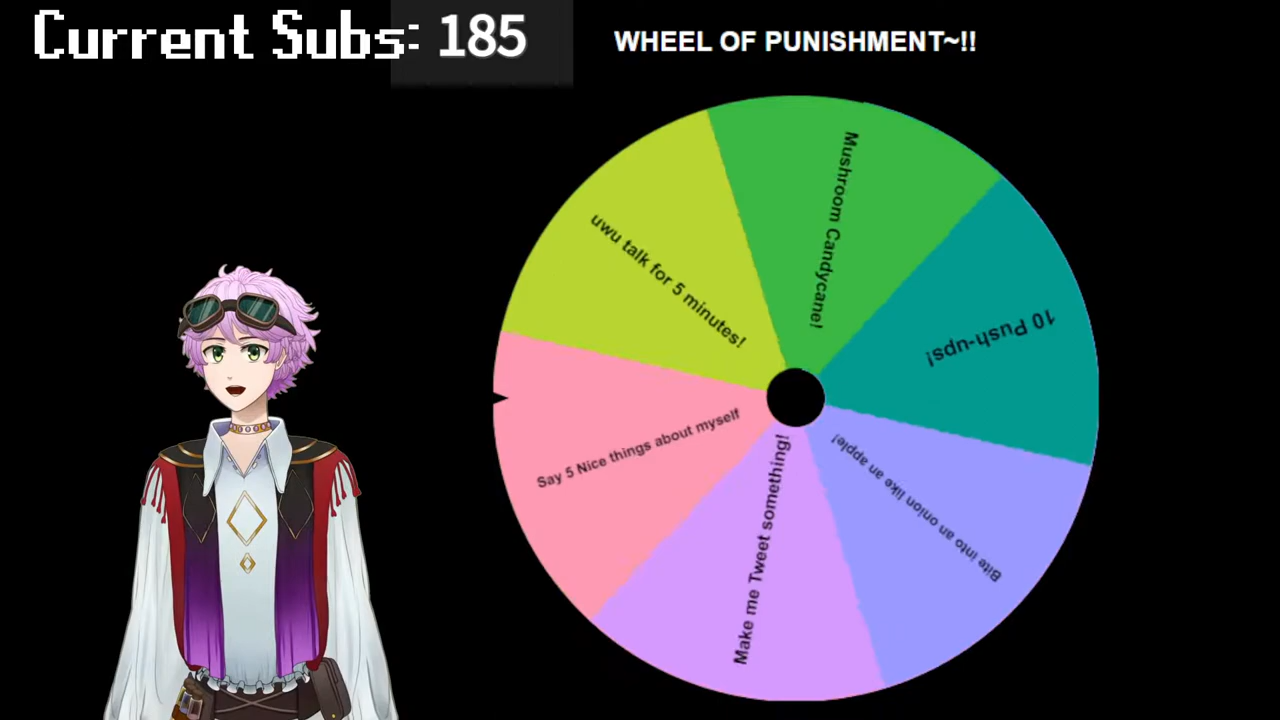 Current Subs: 185
WHEEL OF PUNISHMENT~!!
Mushroom Candycane!
uwu talk for 5 minutes!
10 Push-ups!
Say 5 Nice things about myself
Bite into an onion like an apple!
Make me Tweet something!